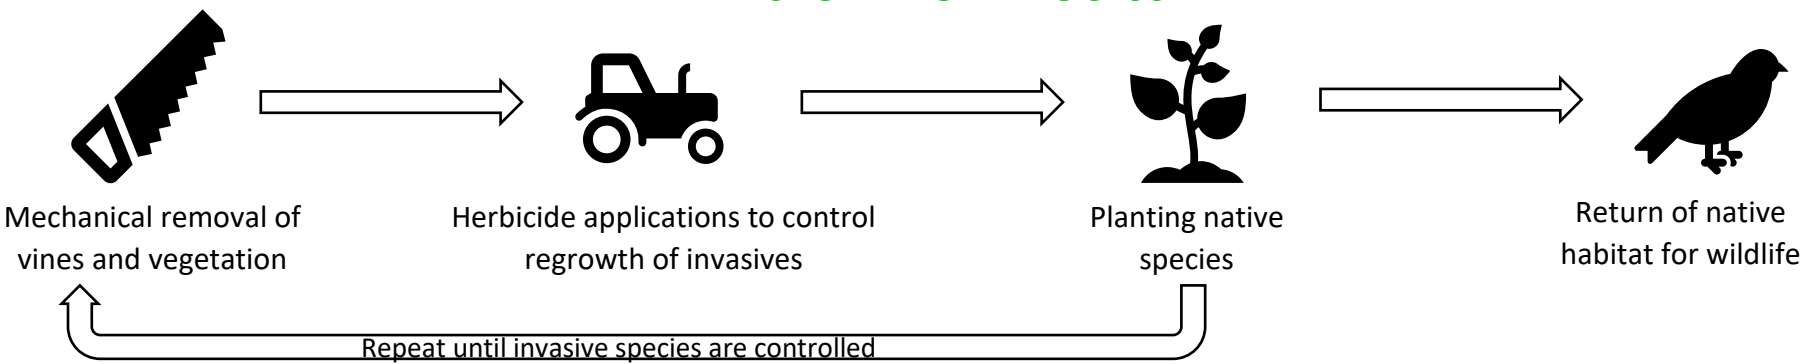 Mechanical removal of
vines and vegetation
Herbicide applications to control
regrowth of invasives
Planting native
species
Return of native
habitat for wildlife
Repeat until invasive species are controlled